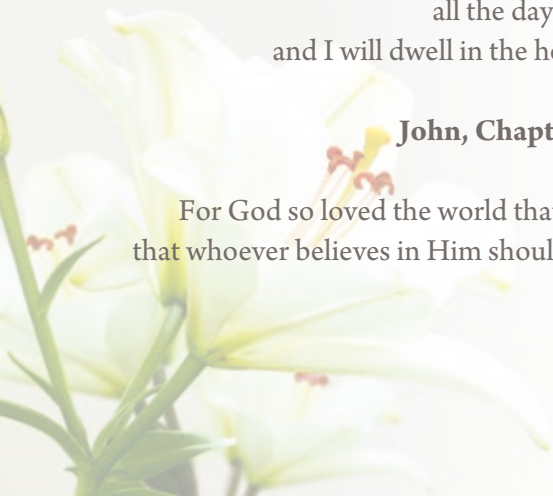 all the day
and I will dwell in the h
John, Chapt
For God so loved the world tha
that whoever believes in Him shoul